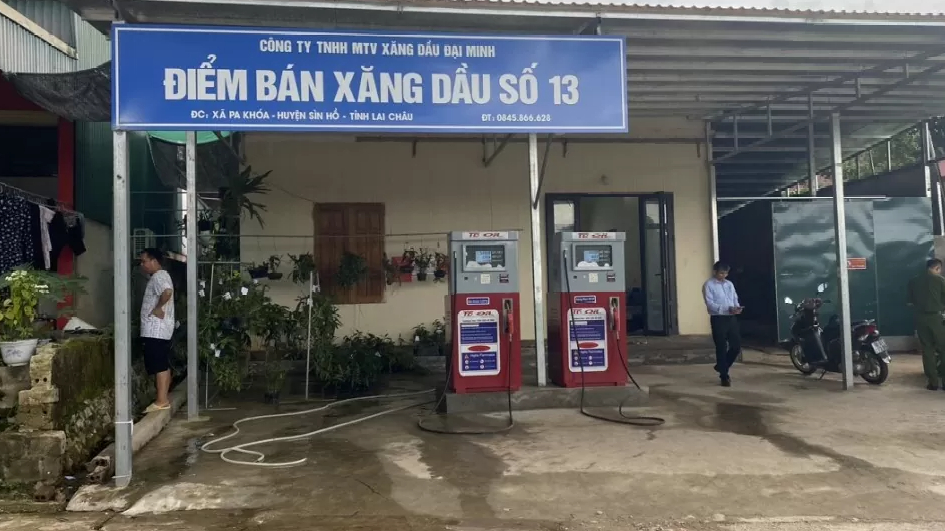 CÔNG TY TNHH MTV XĂNG DẦU ĐẠI MINH
ĐIỂM BÁN XĂNG DẦU SỐ 13
ĐC: XÃ PA KHÓA - HUYỆN SÌN HỒ - TỈNH LAI CHÂU ĐT: 0845.866.628